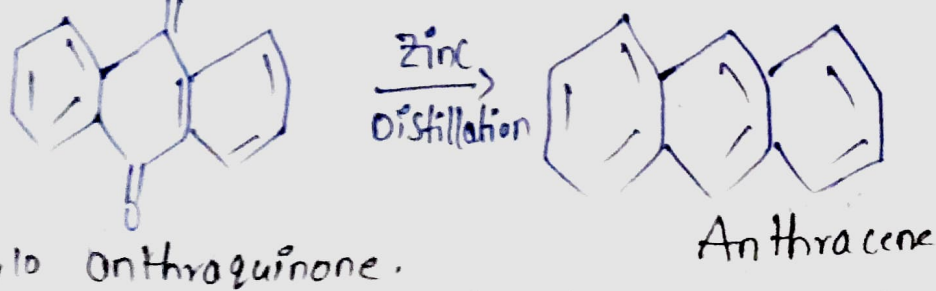 Zinc
Distillation
O
Anthracene
,10 anthraquinone.